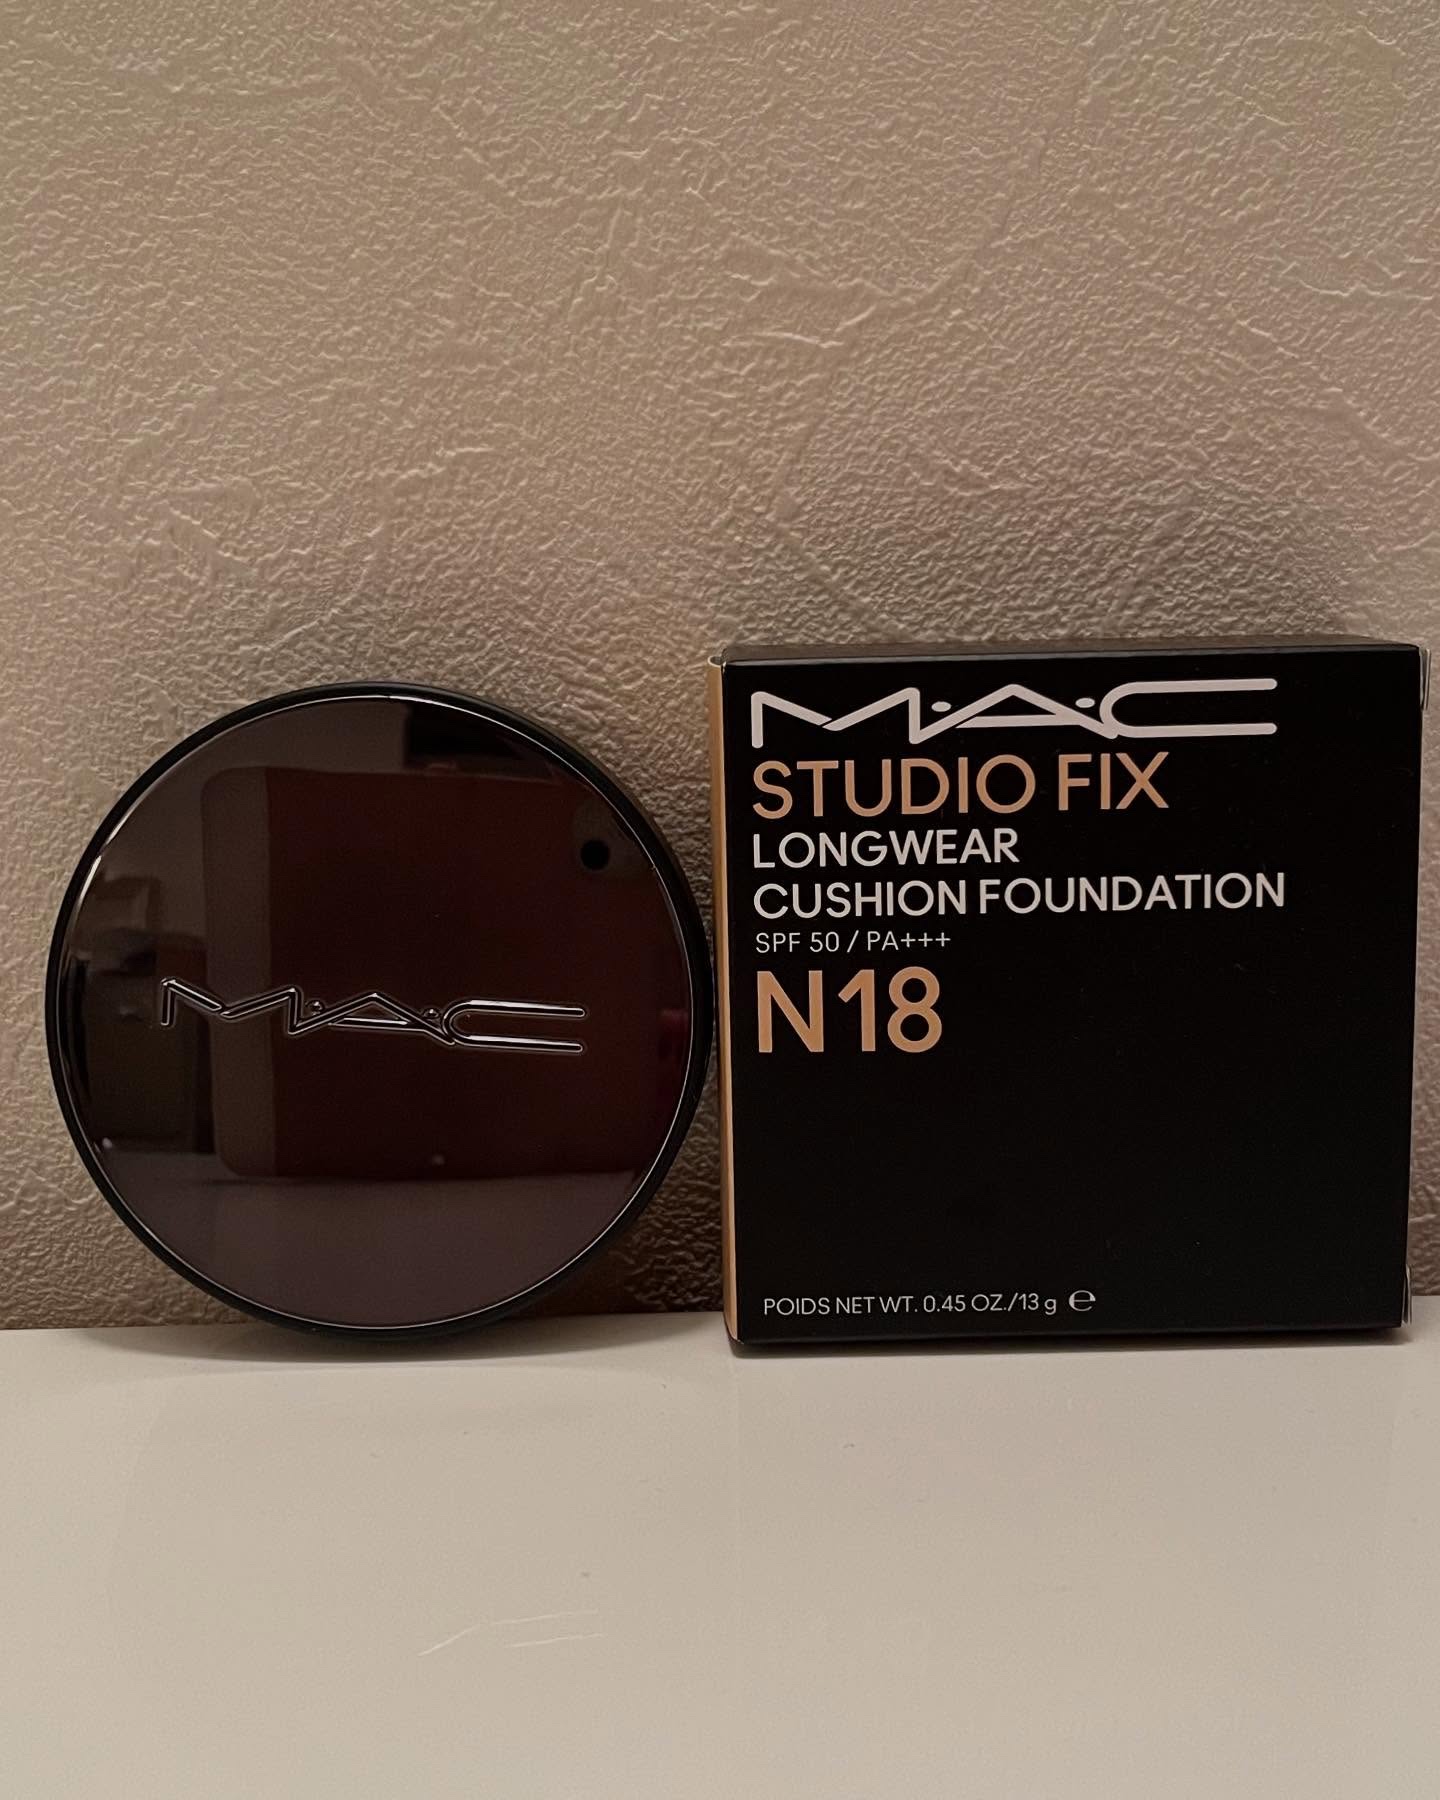 M·A·C
M·A·C
STUDIO FIX
LONGWEAR
CUSHION FOUNDATION
SPF 50 / PA+++
N18
POIDS NET WT. 0.45 OZ./13 g ℮